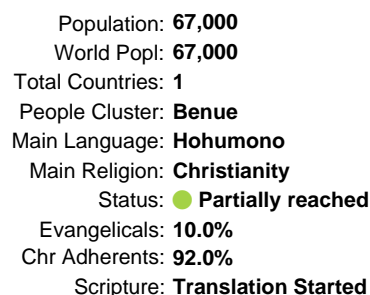 Population: 67,000
World Popl: 67,000
Total Countries: 1
People Cluster: Benue
Main Language: Hohumono
Main Religion: Christianity
Status: Partially reached
Evangelicals: 10.0%
Chr Adherents: 92.0%
Scripture: Translation Started